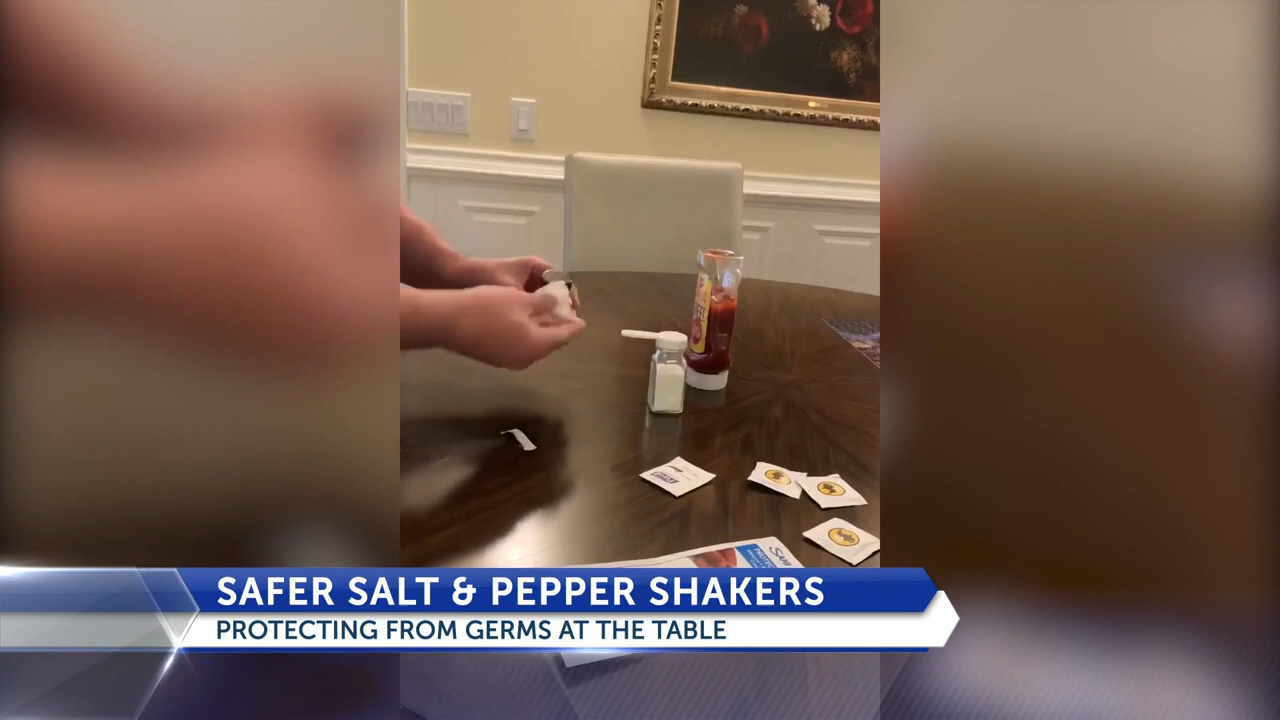 SAFER SALT & PEPPER SHAKERS
PROTECTING FROM GERMS AT THE TABLE